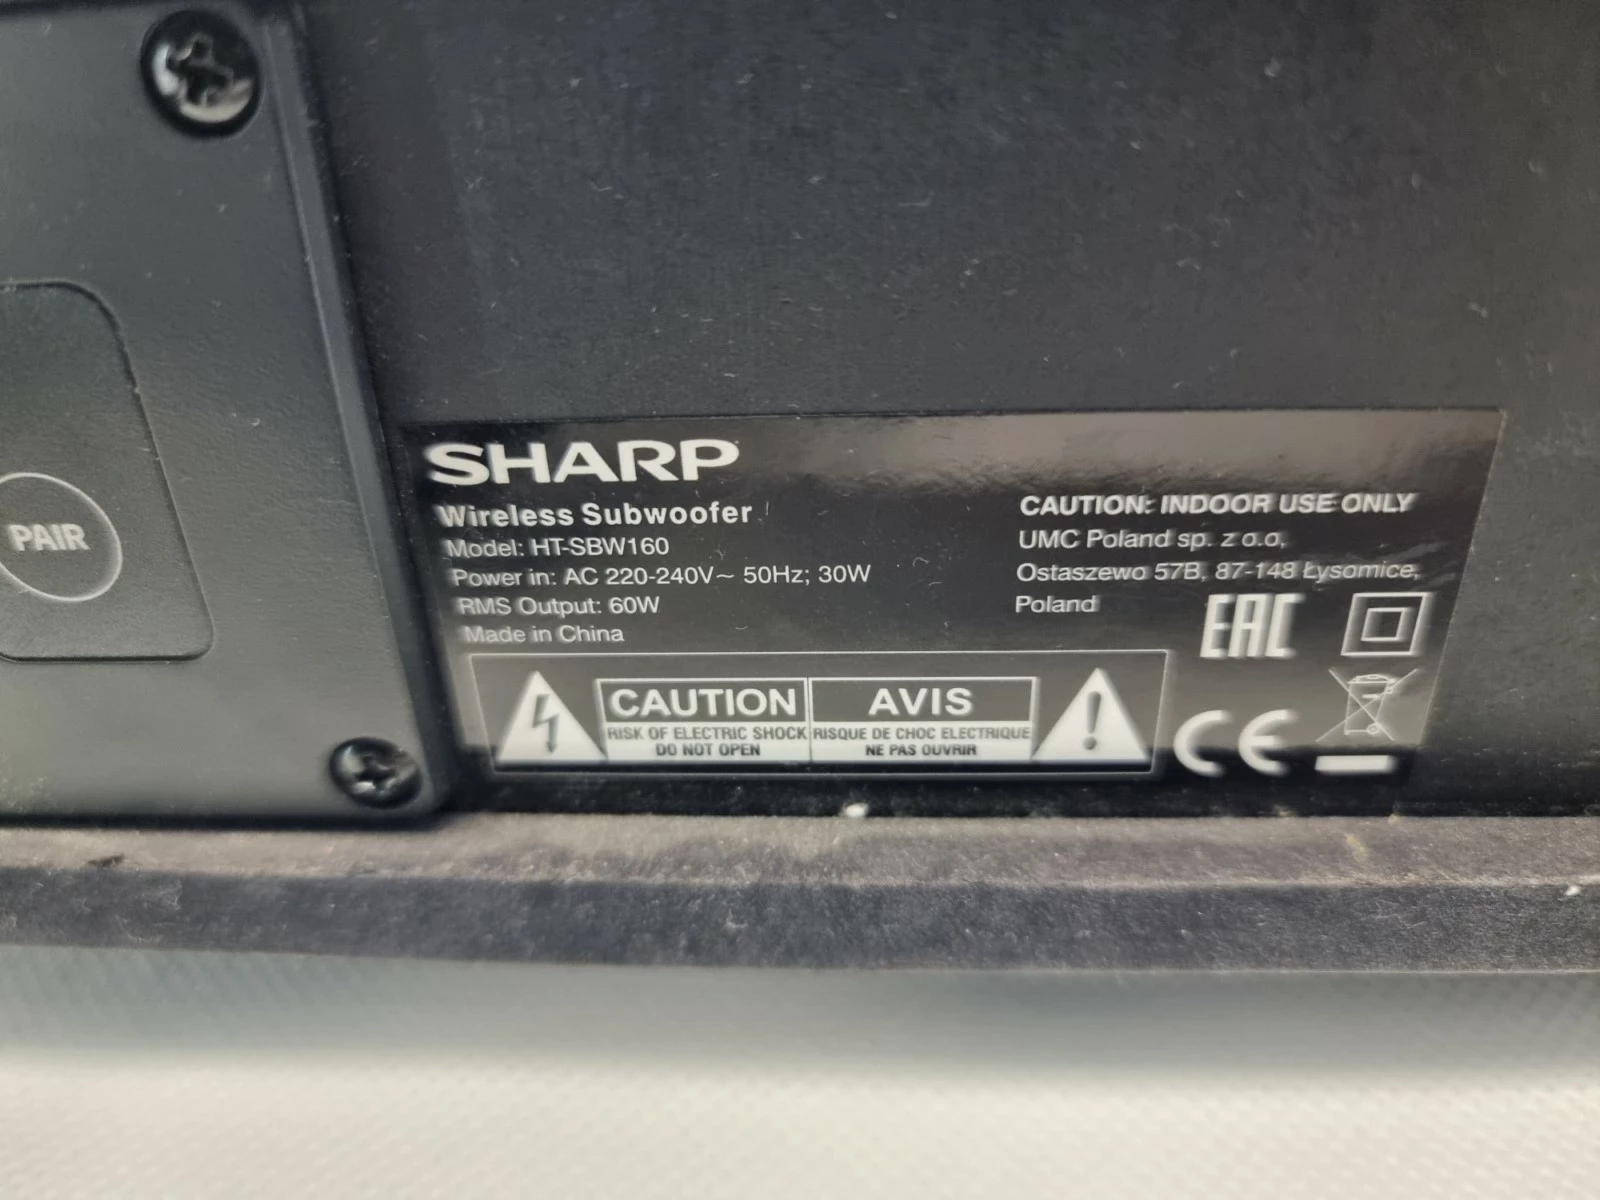 PAIR
SHARP
Wireless Subwoofer
Model: HT-SBW160
Power in: AC 220-240V~ 50Hz; 30W
RMS Output: 60W
Made in China
CAUTION: INDOOR USE ONLY
UMC Poland sp. z o.o,
Ostaszewo 57B, 87-148 Łysomice,
Poland
EAC
CAUTION
RISK OF ELECTRIC SHOCK
DO NOT OPEN
AVIS
RISQUE DE CHOC ELECTRIQUE
NE PAS OUVRIR
CE